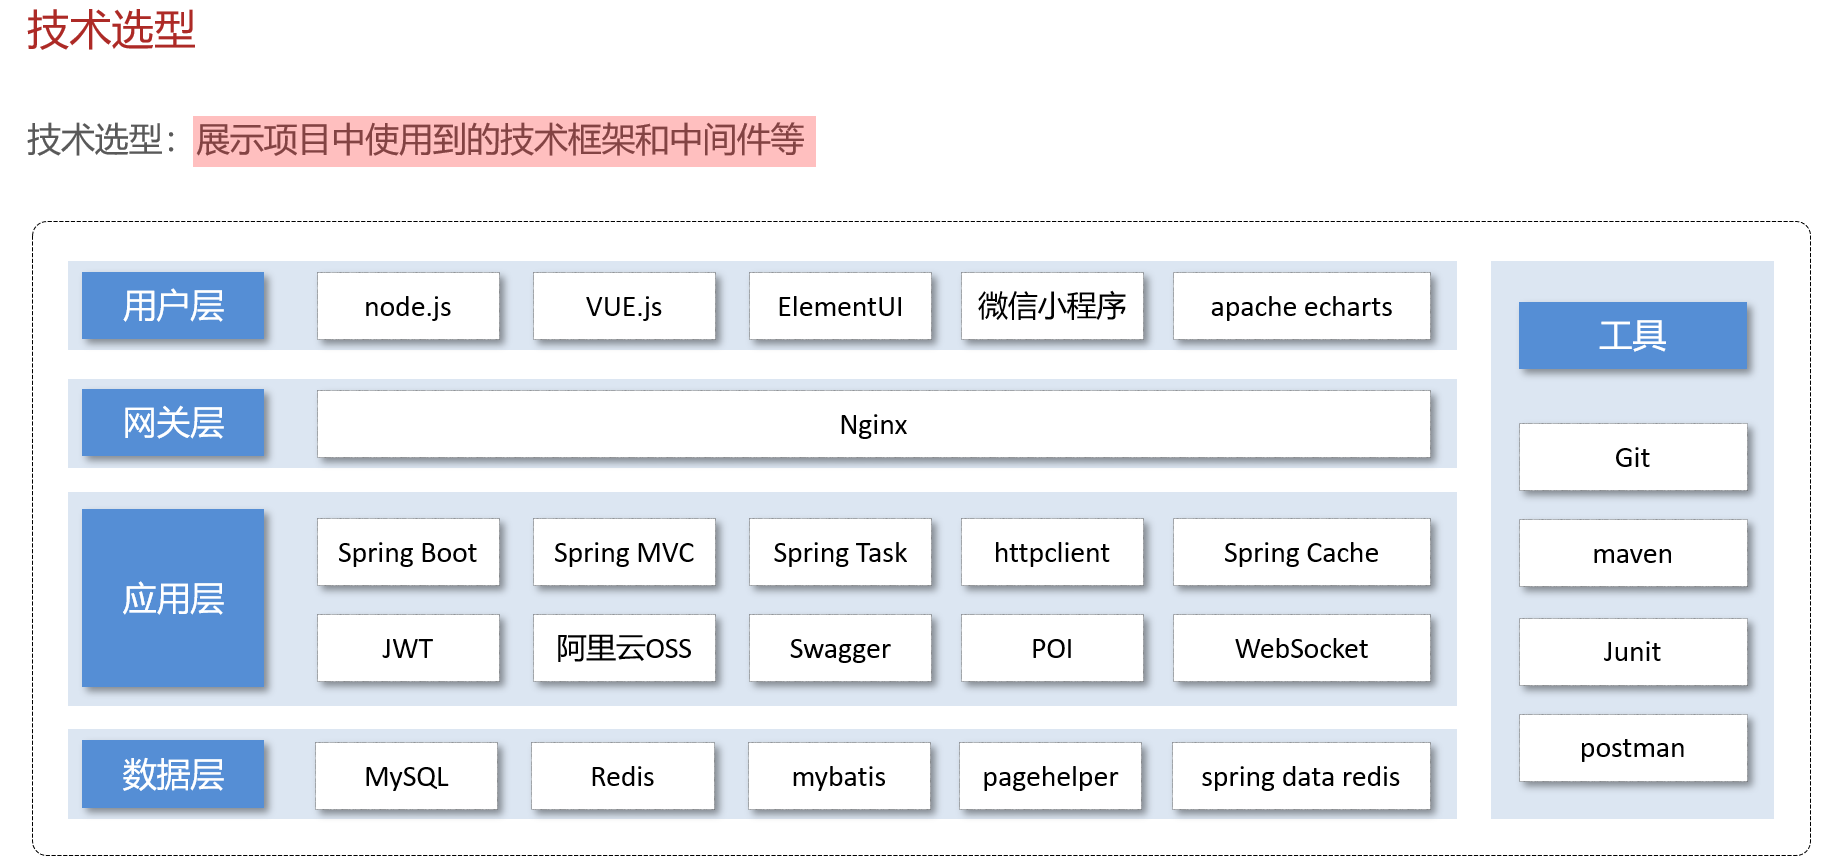 技术选型
技术选型：展示项目中使用到的技术框架和中间件等
用户层
node.js
VUE.js
ElementUI
微信小程序
apache echarts
网关层
Nginx
应用层
Spring Boot
Spring MVC
Spring Task
httpclient
Spring Cache
JWT
阿里云OSS
Swagger
POI
WebSocket
数据层
MySQL
Redis
mybatis
pagehelper
spring data redis
工具
Git
maven
Junit
postman